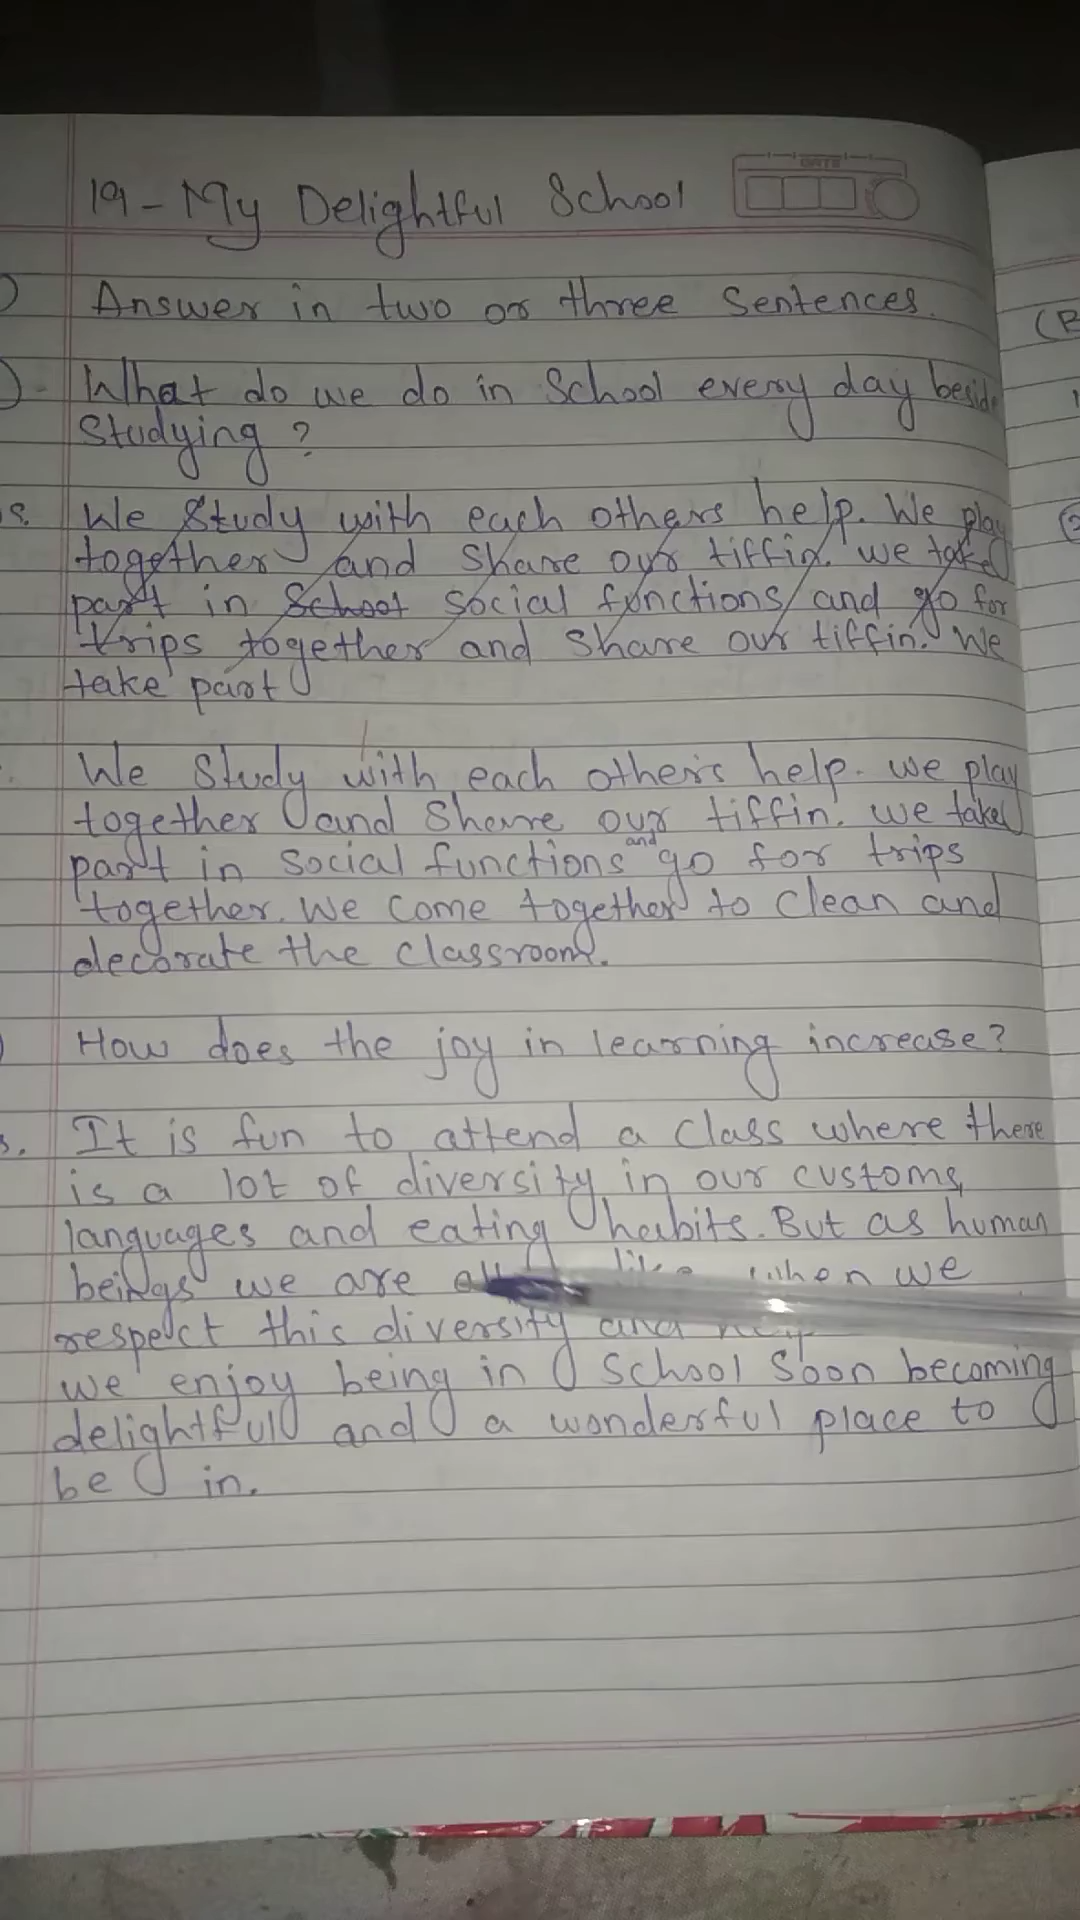 19 - My Delightful School
DATE
Answer in two or three Sentences.
What do we do in School every day beside
Studying ?
s. We Study with each others help. We play
together and Share our tiffin. we take
part in School social functions and go for
trips together and Share our tiffin. We
take part
We Study with each other's help. we play
together and Share our tiffin. we take
part in social functions and go for trips
together. We come together to clean and
decorate the classroom.
How does the joy in learning increase?
s. It is fun to attend a class where there
is a lot of diversity in our customs,
languages and eating habits. But as human
beings we are when we
respect this diversity and
we enjoy being in School Soon becoming
delightful and a wonderful place to
be in.